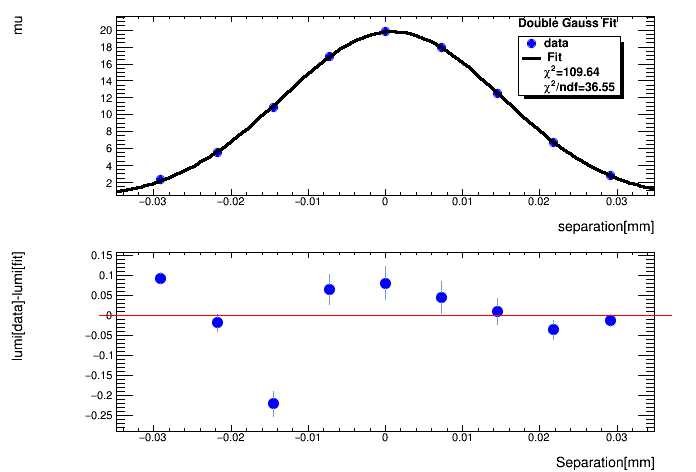 mu
Double Gauss Fit
data
Fit
χ²=109.64
χ²/ndf=36.55
20
18
16
14
12
10
8
6
4
2
−0.03 −0.02 −0.01 0 0.01 0.02 0.03
separation[mm]
lumi[data]-lumi[fit]
0.15
0.1
0.05
0
−0.05
−0.1
−0.15
−0.2
−0.25
−0.03 −0.02 −0.01 0 0.01 0.02 0.03
Separation[mm]